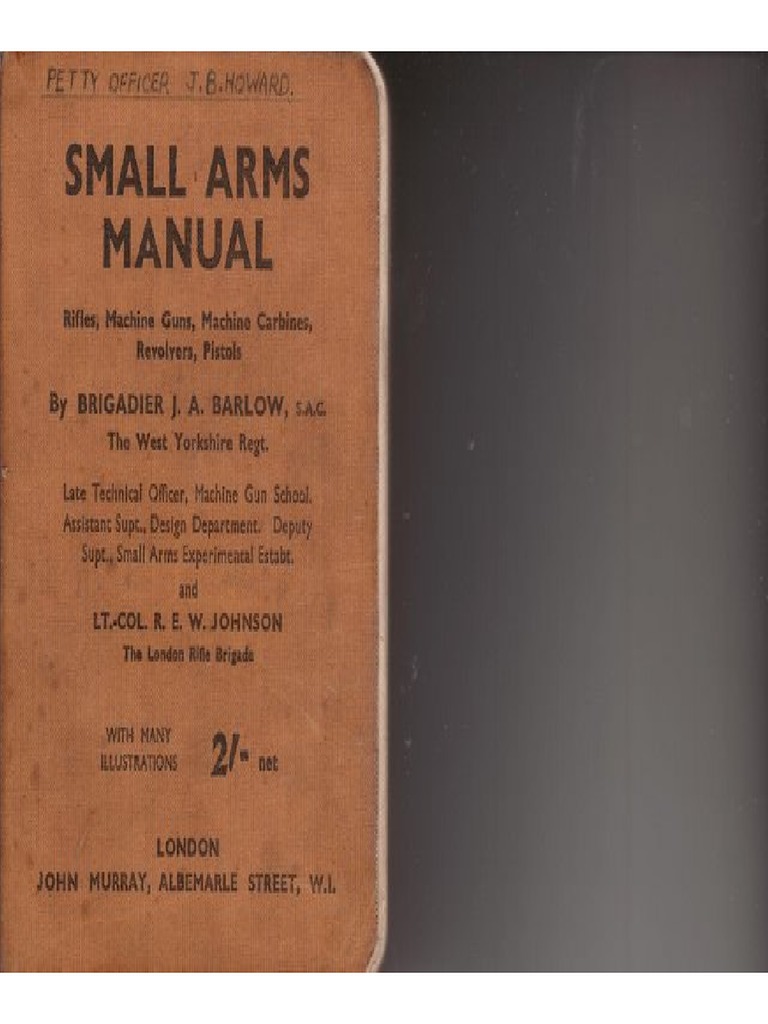 PETTY OFFICER J.B.HOWARD.
SMALL ARMS
MANUAL
Rifles, Machine Guns, Machine Carbines,
Revolvers, Pistols
By BRIGADIER J. A. BARLOW, S.A.C.
The West Yorkshire Regt.
Late Technical Officer, Machine Gun School.
Assistant Supt., Design Department. Deputy
Supt., Small Arms Experimental Estabt.
and
LT.-COL. R. E. W. JOHNSON
The London Rifle Brigade
WITH MANY
ILLUSTRATIONS 2/- net
LONDON
JOHN MURRAY, ALBEMARLE STREET, W.1.